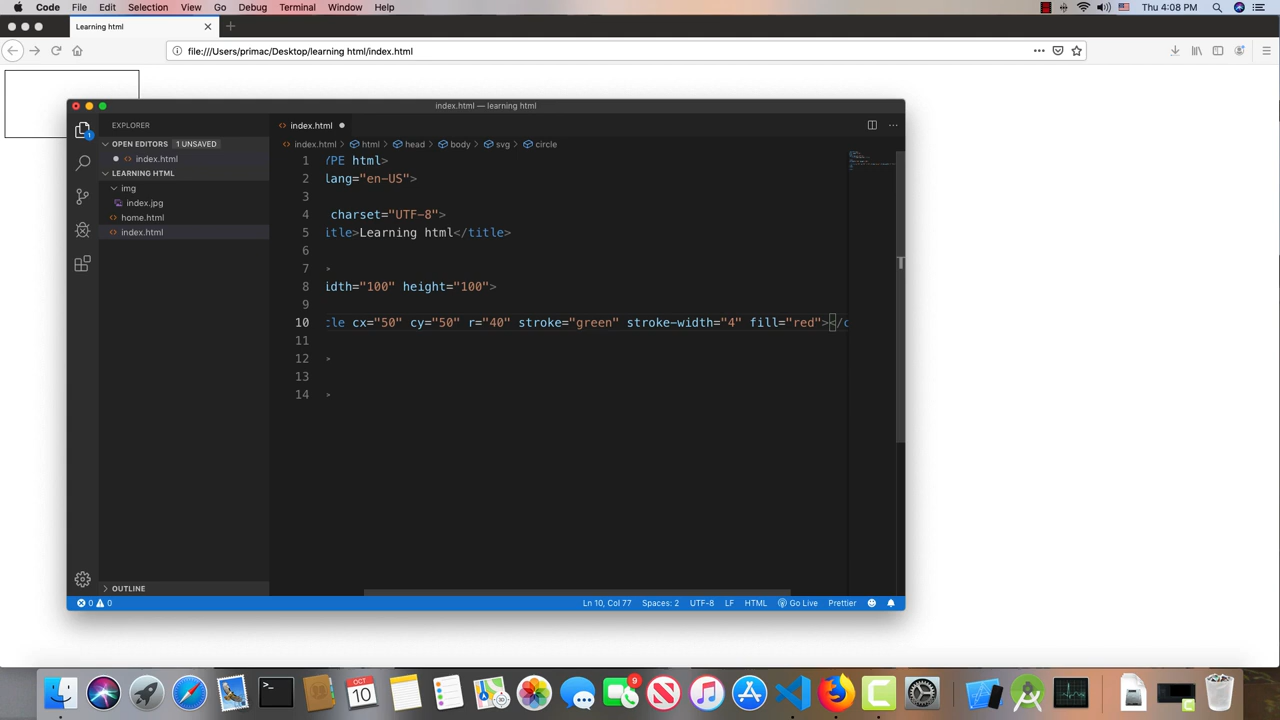 Code File Edit Selection View Go Debug Terminal Window Help Thu 4:08 PM
Learning html
file:///Users/primac/Desktop/learning html/index.html
index.html — learning html
EXPLORER
OPEN EDITORS 1 UNSAVED
index.html
LEARNING HTML
img
index.jpg
home.html
index.html
OUTLINE
index.html
index.html html head body svg circle
1 YPE html>
2 lang="en-US">
3
4 charset="UTF-8">
5 itle>Learning html</title>
6
7 >
8 idth="100" height="100">
9
10 cle cx="50" cy="50" r="40" stroke="green" stroke-width="4" fill="red"></c
11
12 >
13
14 >
0 0 Ln 10, Col 77 Spaces: 2 UTF-8 LF HTML Go Live Prettier
OCT
10
9